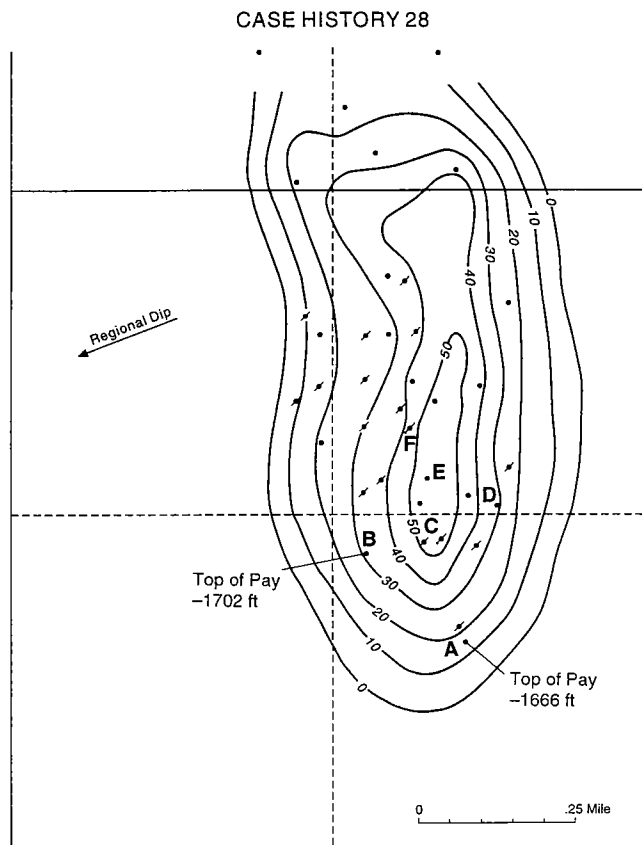 CASE HISTORY 28
0
10
20
30
40
Regional Dip
50
F
E
D
C
50
B
40
Top of Pay
–1702 ft
30
20
A
10
Top of Pay
–1666 ft
0
0 .25 Mile